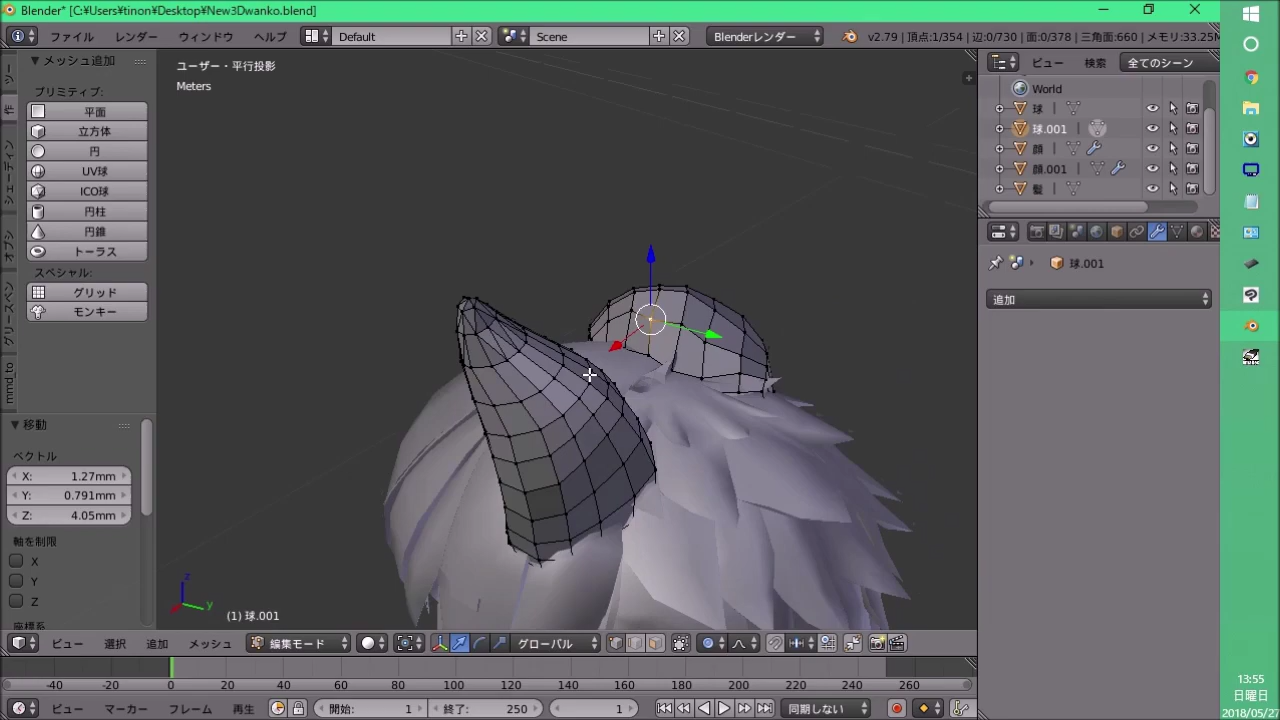 Blender* [C:¥Users¥tinon¥Desktop¥New3Dwanko.blend]
ファイル レンダー ウィンドウ ヘルプ Default Scene Blenderレンダー v2.79 | 頂点:1/354 | 辺:0/730 | 面:0/378 | 三角面:660 | メモリ:33.25M
メッシュ追加
プリミティブ:
平面
立方体
円
UV球
ICO球
円柱
円錐
トーラス
スペシャル:
グリッド
モンキー
作
mmd_to
移動
ベクトル
X: 1.27mm
Y: 0.791mm
Z: 4.05mm
軸を制限
X
Y
Z
座標系
ユーザー・平行投影
Meters
z
y
(1) 球.001
ビュー 選択 追加 メッシュ 編集モード グローバル
-40 -20 0 20 40 60 80 100 120 140 160 180 200 220 240 260
ビュー マーカー フレーム 再生 開始: 1 終了: 250 1 同期しない
ビュー 検索 全てのシーン
World
球
球.001
顔
顔.001
髪
球.001
追加
13:55
日曜日
2018/05/27